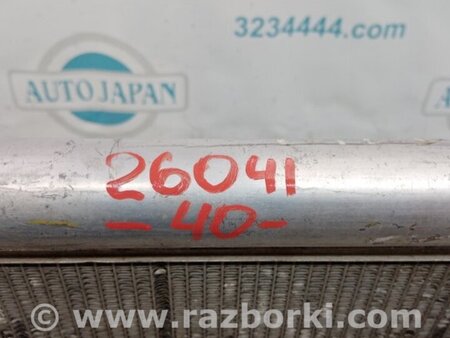 3234444.com
AUTO JAPAN
26041
-40-
www.razborki.com